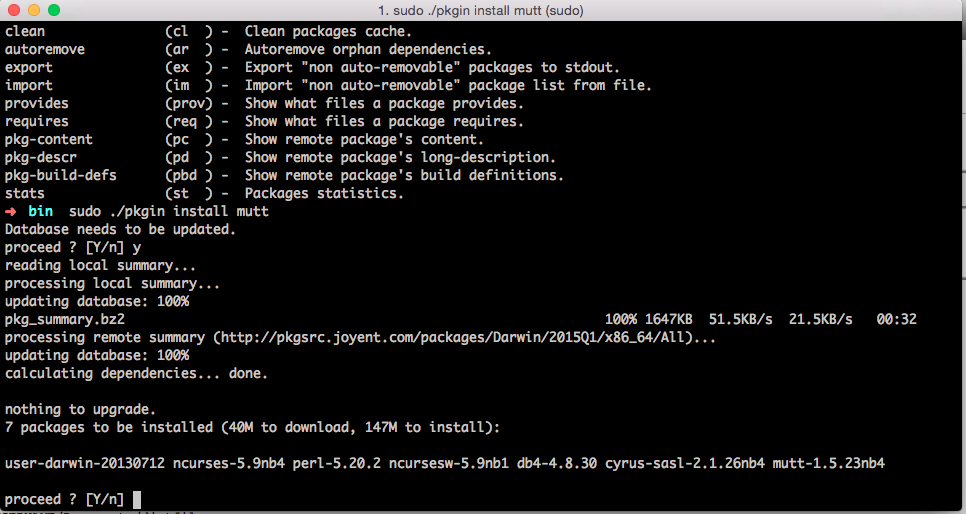 1. sudo ./pkgin install mutt (sudo)
clean (cl ) - Clean packages cache.
autoremove (ar ) - Autoremove orphan dependencies.
export (ex ) - Export "non auto-removable" packages to stdout.
import (im ) - Import "non auto-removable" package list from file.
provides (prov) - Show what files a package provides.
requires (req ) - Show what files a package requires.
pkg-content (pc ) - Show remote package's content.
pkg-descr (pd ) - Show remote package's long-description.
pkg-build-defs (pbd ) - Show remote package's build definitions.
stats (st ) - Packages statistics.
➜ bin sudo ./pkgin install mutt
Database needs to be updated.
proceed ? [Y/n] y
reading local summary...
processing local summary...
updating database: 100%
pkg_summary.bz2 100% 1647KB 51.5KB/s 21.5KB/s 00:32
processing remote summary (http://pkgsrc.joyent.com/packages/Darwin/2015Q1/x86_64/All)...
updating database: 100%
calculating dependencies... done.
nothing to upgrade.
7 packages to be installed (40M to download, 147M to install):
user-darwin-20130712 ncurses-5.9nb4 perl-5.20.2 ncursesw-5.9nb1 db4-4.8.30 cyrus-sasl-2.1.26nb4 mutt-1.5.23nb4
proceed ? [Y/n]